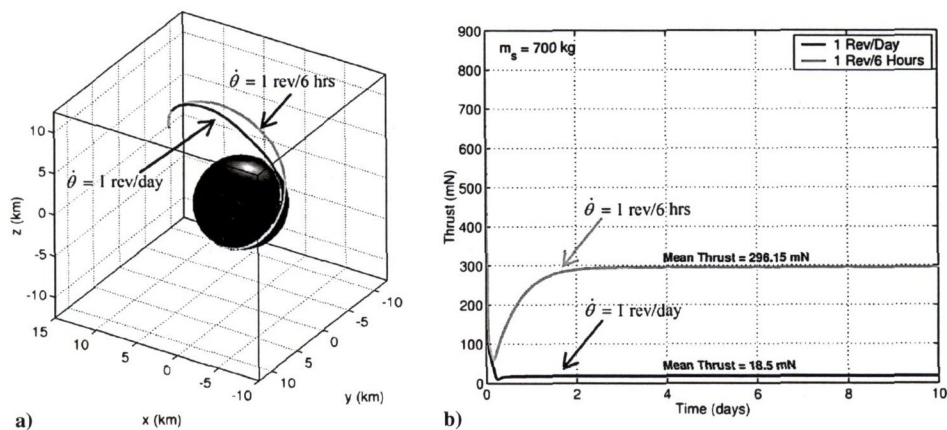 θ̇ = 1 rev/6 hrs
θ̇ = 1 rev/day
10
5
0
-5
-10
z (km)
15
10
5
0
-5
-10
x (km)
10
5
0
-5
-10
y (km)
a)
900
800
700
600
500
400
300
200
100
0
Thrust (mN)
m_s = 700 kg
1 Rev/Day
1 Rev/6 Hours
θ̇ = 1 rev/6 hrs
Mean Thrust = 296.15 mN
θ̇ = 1 rev/day
Mean Thrust = 18.5 mN
0
2
4
6
8
10
Time (days)
b)